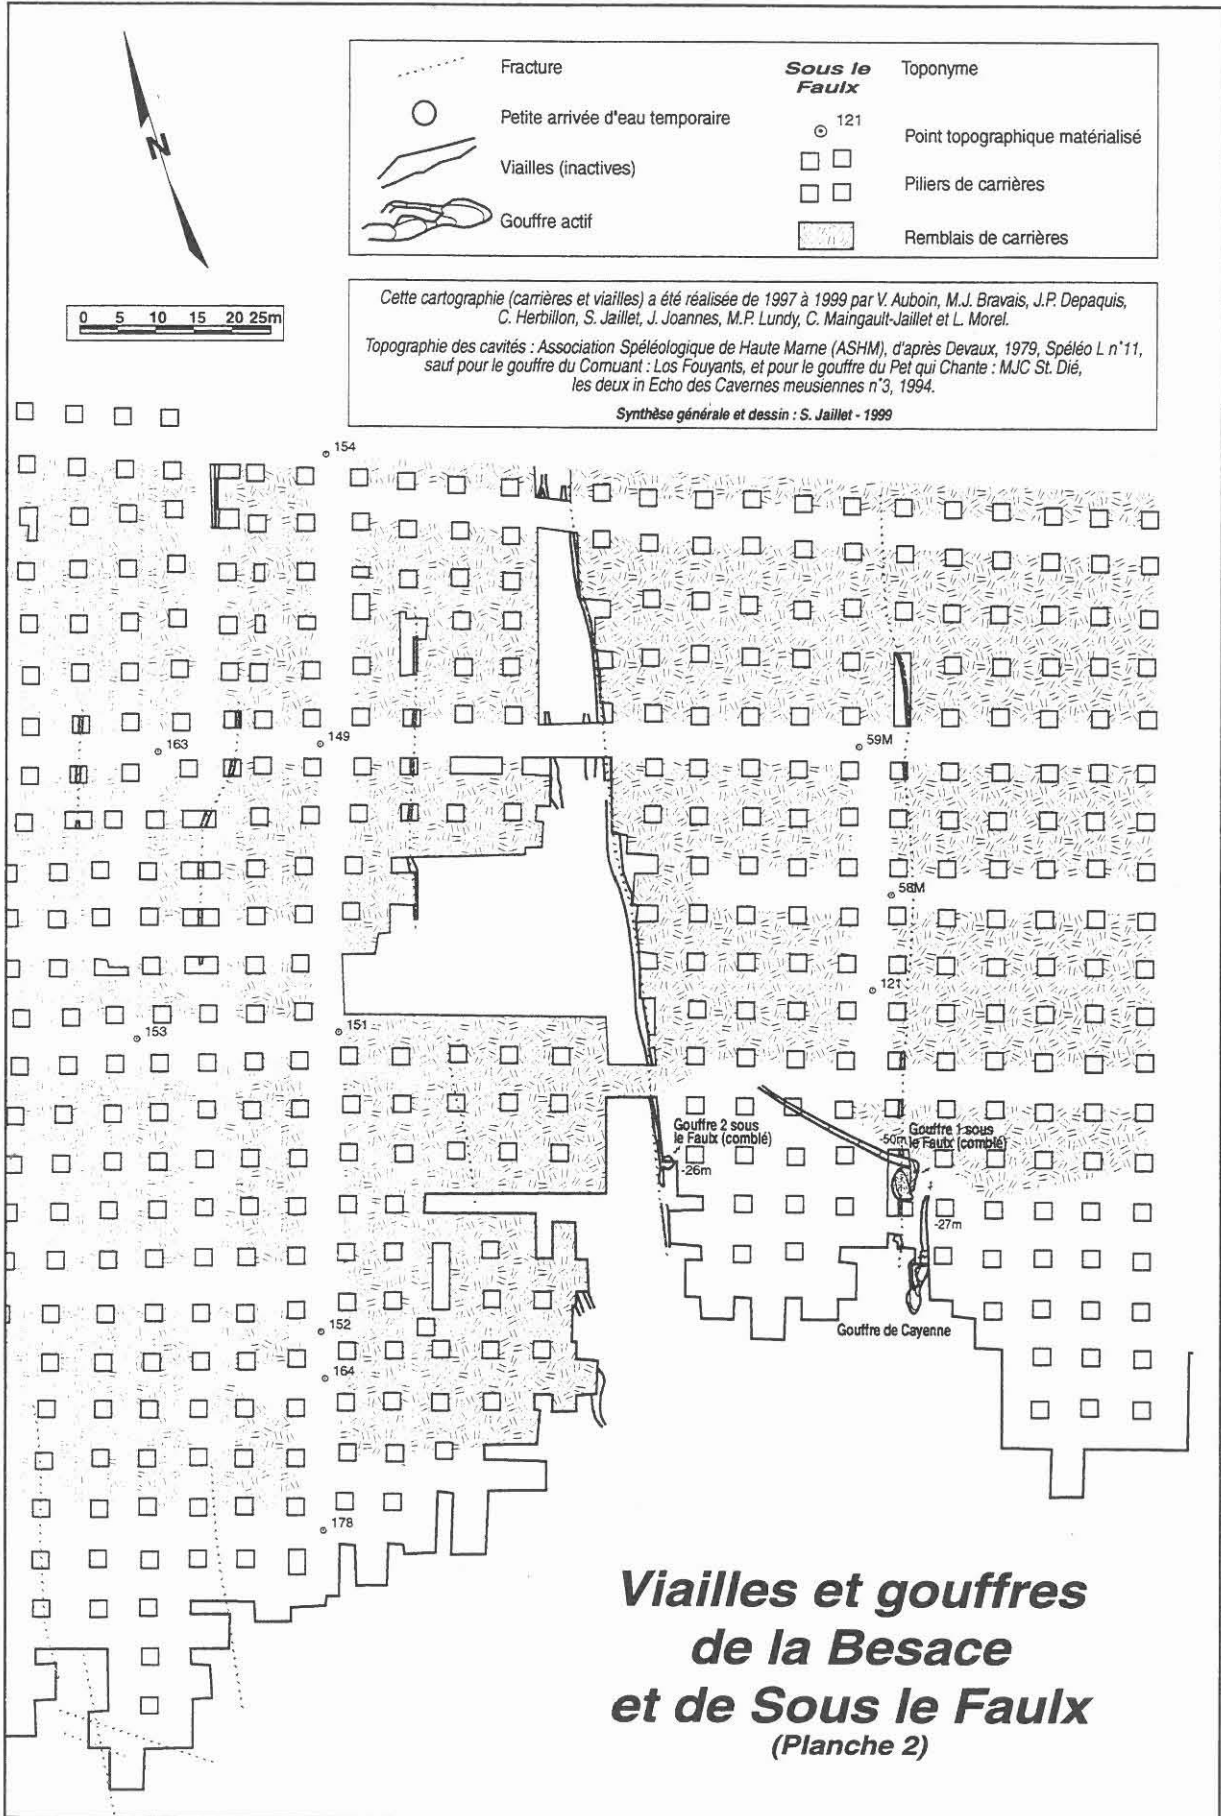 N
0 5 10 15 20 25m
Fracture
Petite arrivée d'eau temporaire
Viailles (inactives)
Gouffre actif
Sous le
Faulx
Toponyme
121
Point topographique matérialisé
Piliers de carrières
Remblais de carrières
Cette cartographie (carrières et viailles) a été réalisée de 1997 à 1999 par V. Auboin, M.J. Bravais, J.P. Depaquis,
C. Herbillon, S. Jaillet, J. Joannes, M.P. Lundy, C. Maingault-Jaillet et L. Morel.
Topographie des cavités : Association Spéléologique de Haute Marne (ASHM), d'après Devaux, 1979, Spéléo L n°11,
sauf pour le gouffre du Cornuant : Los Fouyants, et pour le gouffre du Pet qui Chante : MJC St. Dié,
les deux in Echo des Cavernes meusiennes n°3, 1994.
Synthèse générale et dessin : S. Jaillet - 1999
154
163
149
59M
58M
121
153
151
Gouffre 2 sous
le Faulx (comblé)
-26m
-50m
Gouffre 1 sous
le Faulx (comblé)
-27m
Gouffre de Cayenne
152
164
178
Viailles et gouffres
de la Besace
et de Sous le Faulx
(Planche 2)